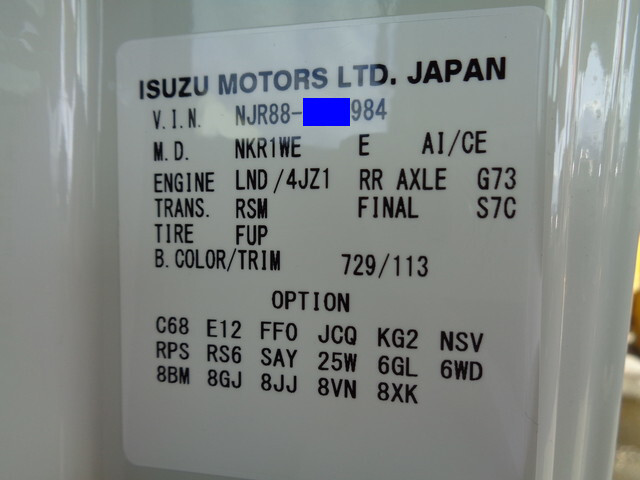 ISUZU MOTORS LTD. JAPAN
V.I.N. NJR88- 984
M.D. NKR1WE E AI/CE
ENGINE LND/4JZ1 RR AXLE G73
TRANS. RSM FINAL S7C
TIRE FUP
B.COLOR/TRIM 729/113
OPTION
C68 E12 FF0 JCQ KG2 NSV
RPS RS6 SAY 25W 6GL 6WD
8BM 8GJ 8JJ 8VN 8XK